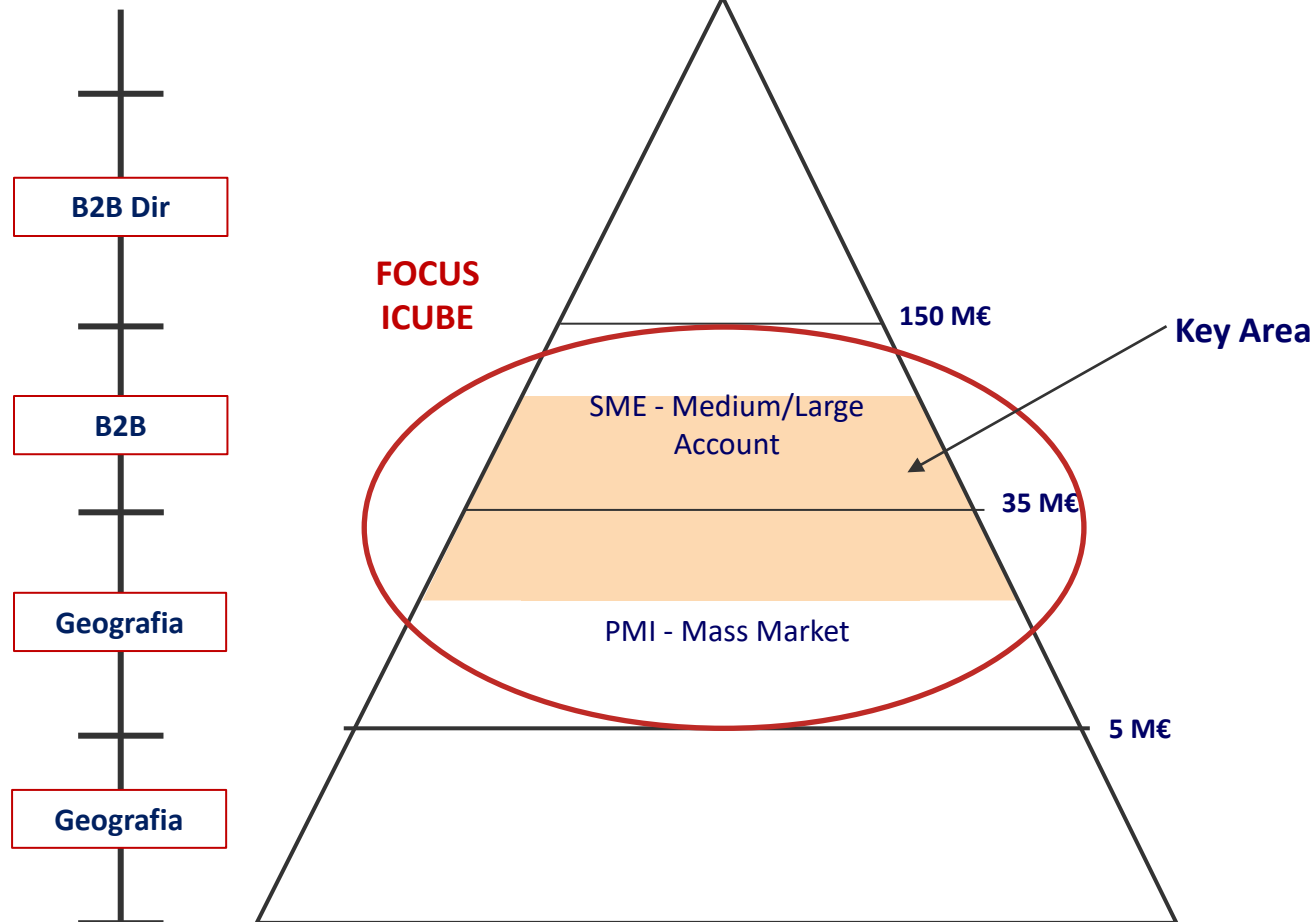 B2B Dir
FOCUS
ICUBE
150 M€
Key Area
SME - Medium/Large
Account
B2B
35 M€
Geografia
PMI - Mass Market
5 M€
Geografia